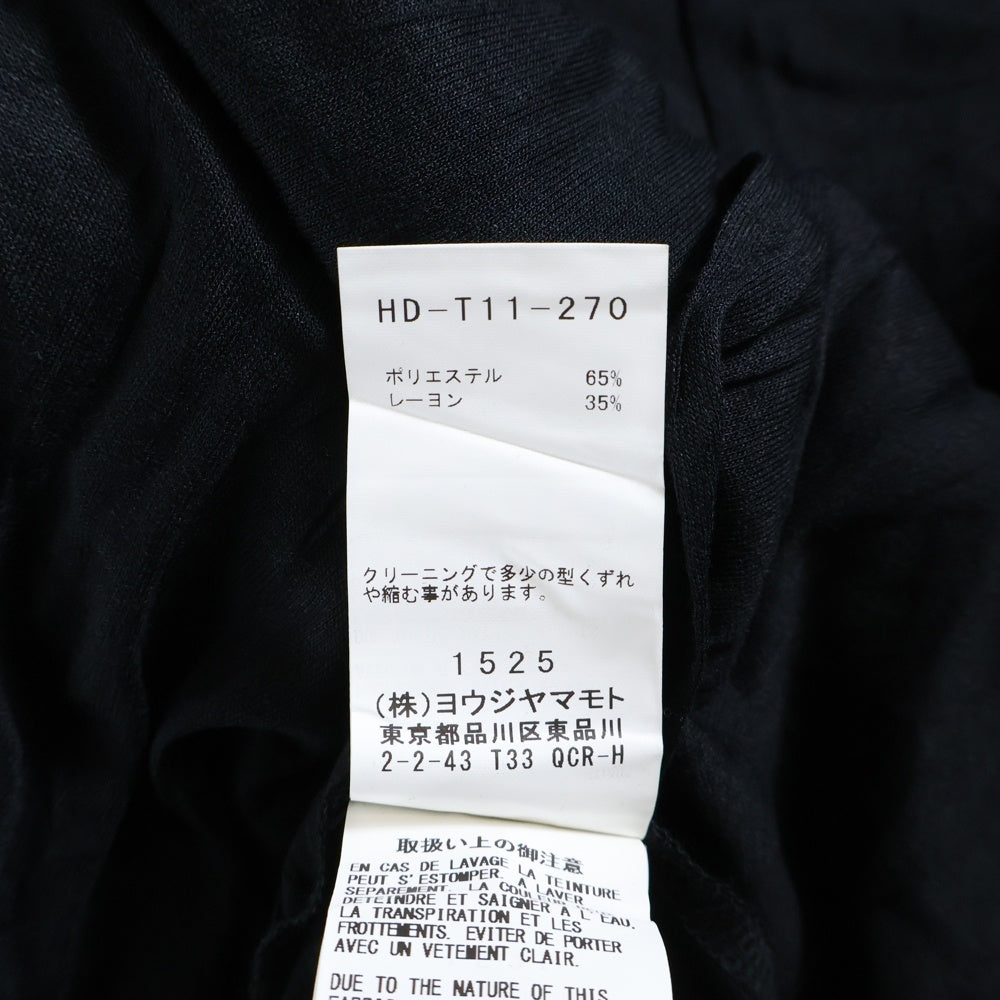 HD-T11-270
ポリエステル 65%
レーヨン 35%
クリーニングで多少の型くずれ
や縮む事があります。
1525
(株)ヨウジヤマモト
東京都品川区東品川
2-2-43 T33 QCR-H
取扱い上の御注意
EN CAS DE LAVAGE LA TEINTURE
PEUT S'ESTOMPER. A LAVER
SEPAREMENT. LA COULEUR
DETEINDRE ET SAIGNER A L'EAU.
LA TRANSPIRATION ET LES
FROTTEMENTS. EVITER DE PORTER
AVEC UN VETEMENT CLAIR.
DUE TO THE NATURE OF THIS